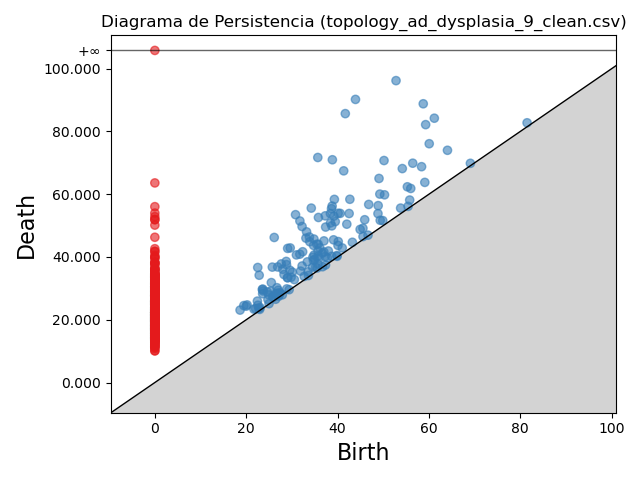 Diagrama de Persistencia (topology_ad_dysplasia_9_clean.csv)
+∞
100.000
80.000
60.000
40.000
20.000
0.000
Death
0 20 40 60 80 100
Birth